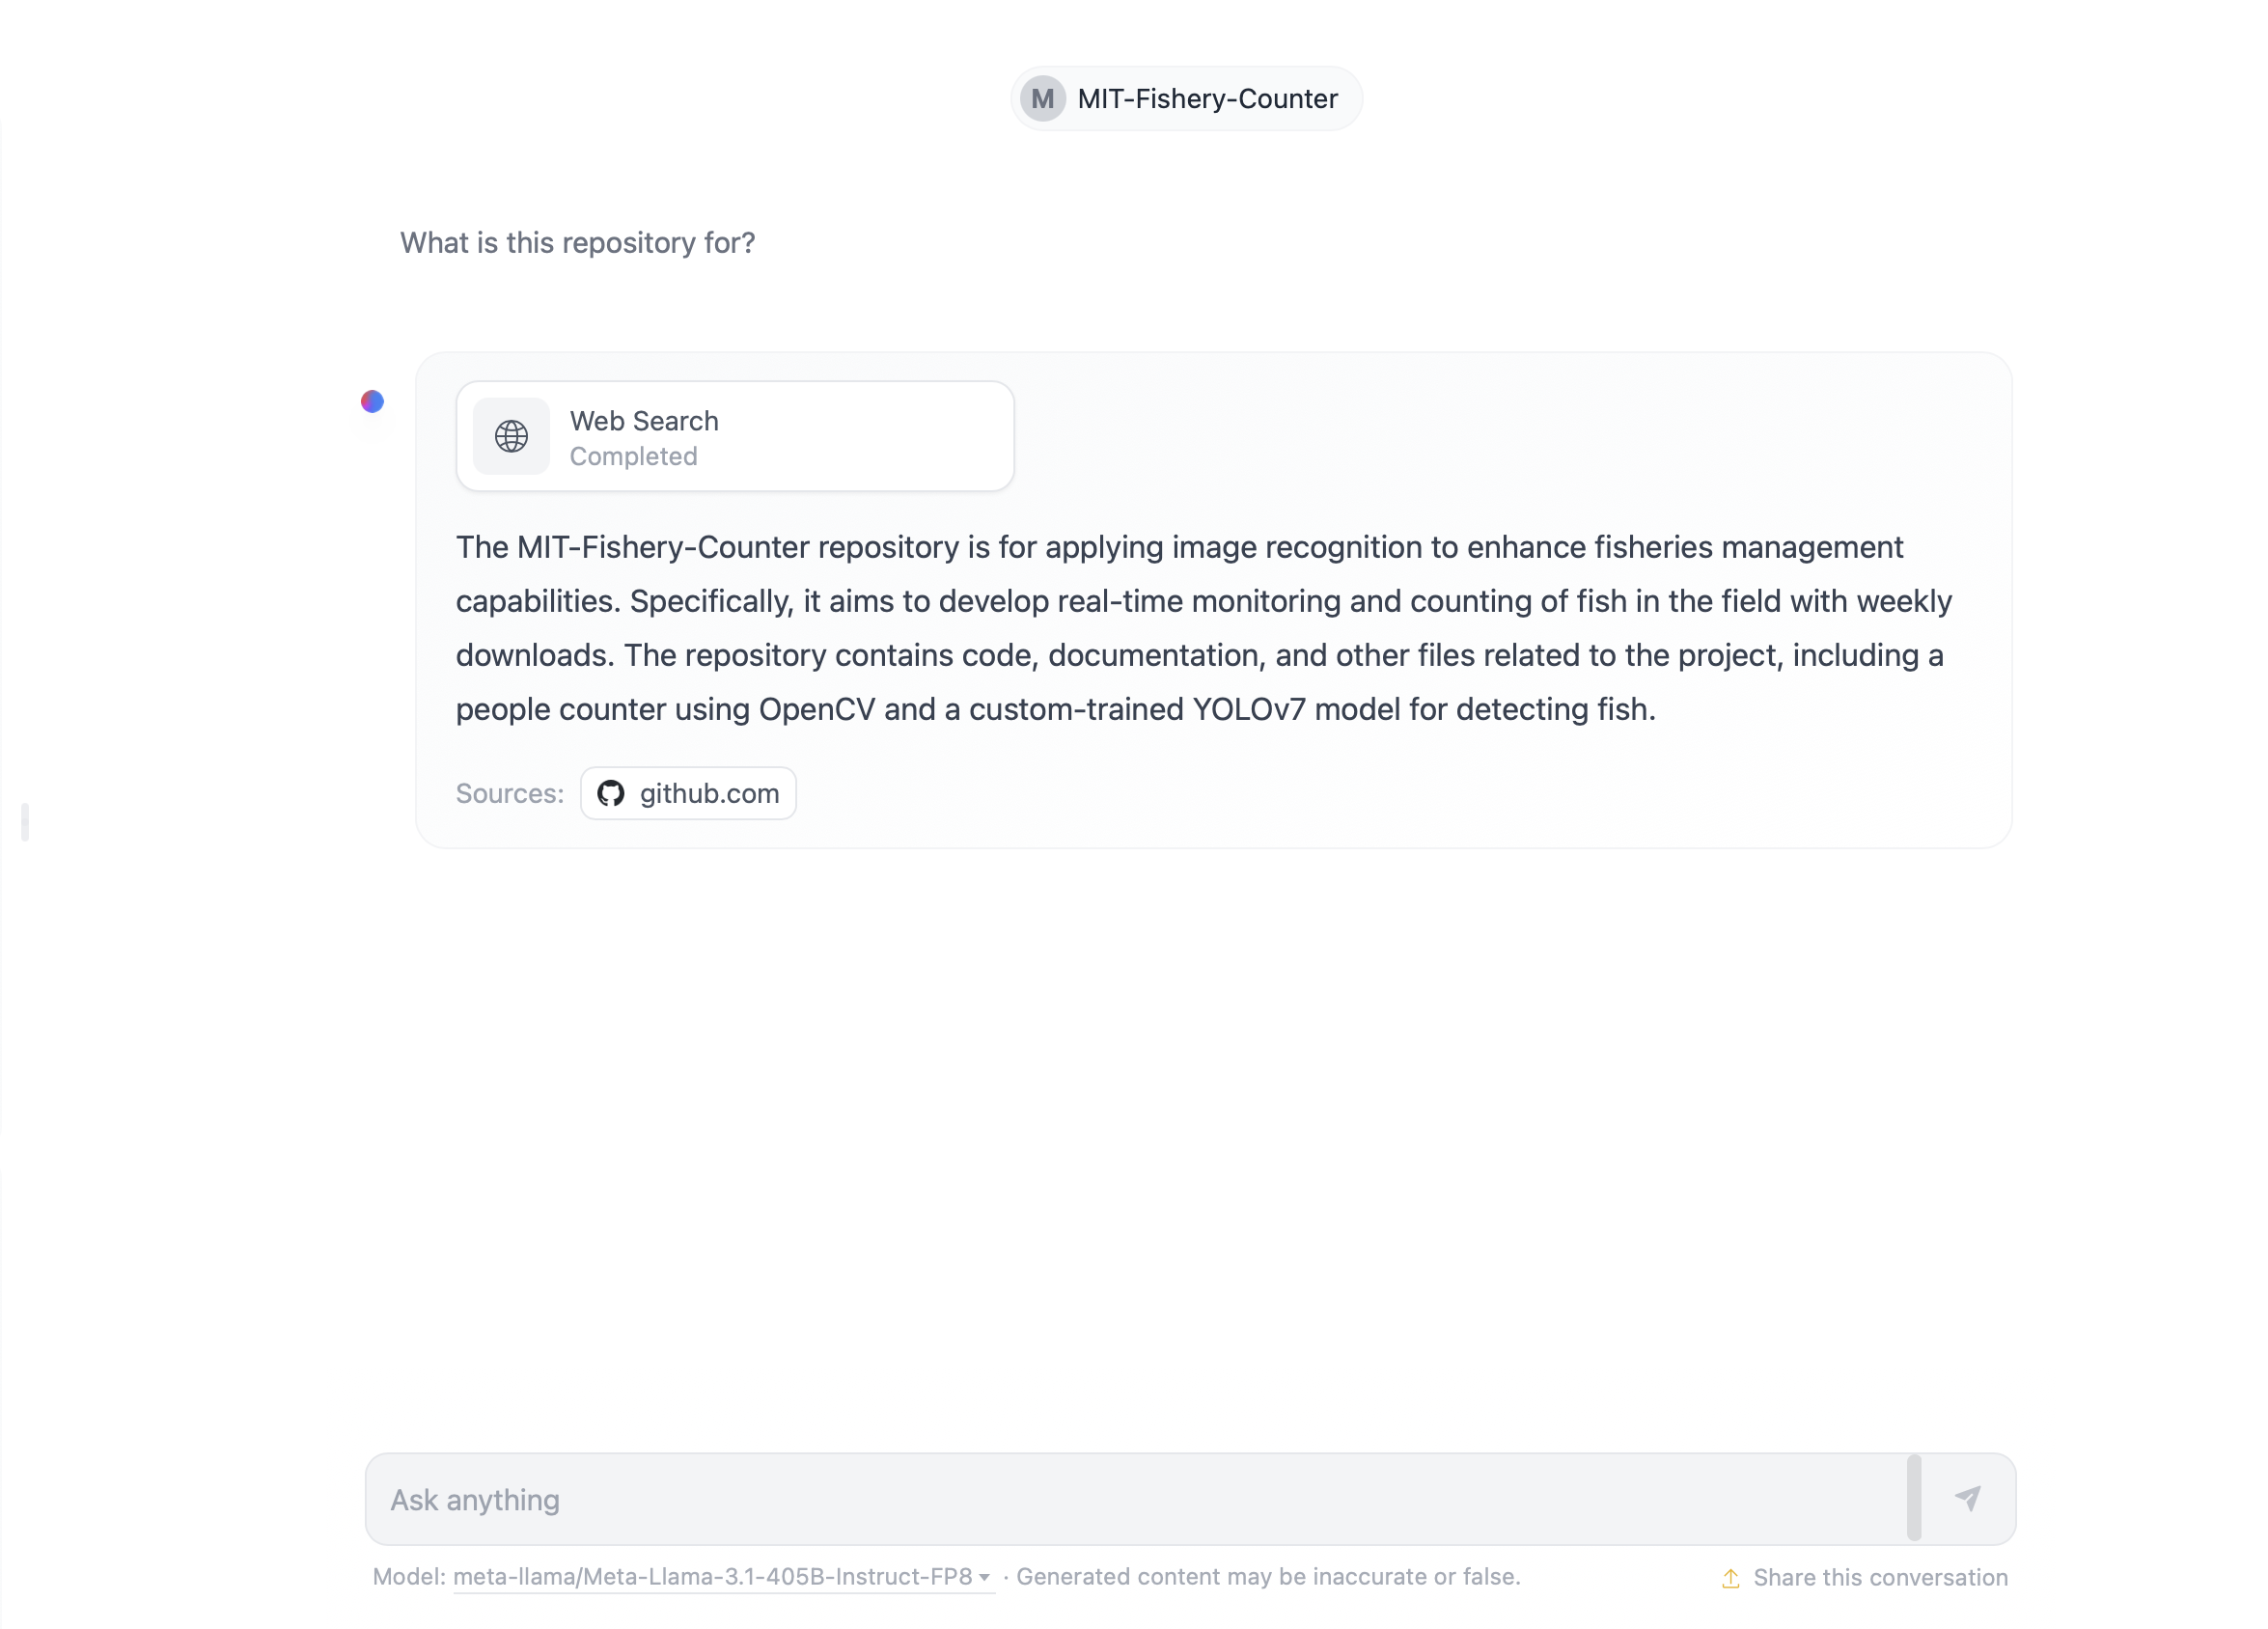 M MIT-Fishery-Counter
What is this repository for?
Web Search
Completed
The MIT-Fishery-Counter repository is for applying image recognition to enhance fisheries management
capabilities. Specifically, it aims to develop real-time monitoring and counting of fish in the field with weekly
downloads. The repository contains code, documentation, and other files related to the project, including a
people counter using OpenCV and a custom-trained YOLOv7 model for detecting fish.
Sources: github.com
Ask anything
Model: meta-llama/Meta-Llama-3.1-405B-Instruct-FP8 · Generated content may be inaccurate or false. Share this conversation